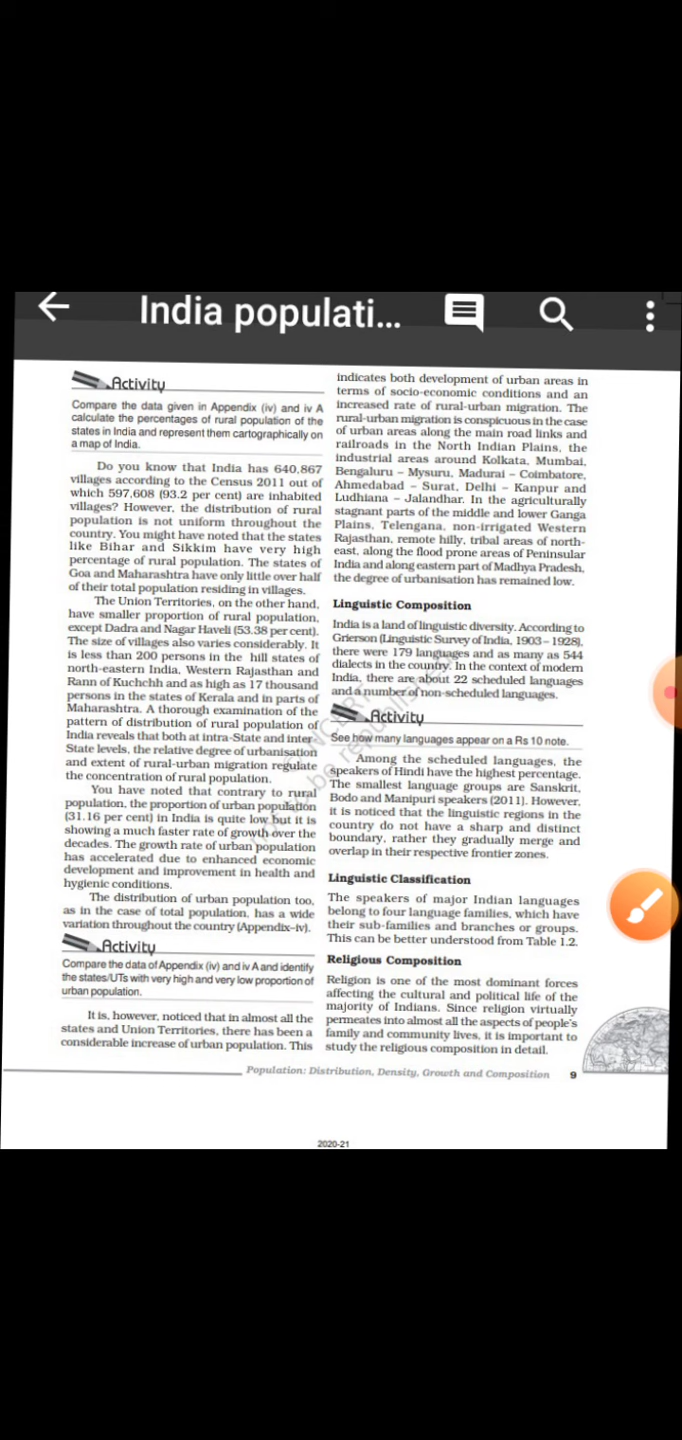 India populati...
Activity
Compare the data given in Appendix (iv) and iv A
calculate the percentages of rural population of the
states in India and represent them cartographically on
a map of India.
Do you know that India has 640,867
villages according to the Census 2011 out of
which 597,608 (93.2 per cent) are inhabited
villages? However, the distribution of rural
population is not uniform throughout the
country. You might have noted that the states
like Bihar and Sikkim have very high
percentage of rural population. The states of
Goa and Maharashtra have only little over half
of their total population residing in villages.
The Union Territories, on the other hand,
have smaller proportion of rural population,
except Dadra and Nagar Haveli (53.38 per cent).
The size of villages also varies considerably. It
is less than 200 persons in the hill states of
north-eastern India, Western Rajasthan and
Rann of Kuchchh and as high as 17 thousand
persons in the states of Kerala and in parts of
Maharashtra. A thorough examination of the
pattern of distribution of rural population of
India reveals that both at intra-State and inter-
State levels, the relative degree of urbanisation
and extent of rural-urban migration regulate
the concentration of rural population.
You have noted that contrary to rural
population, the proportion of urban population
(31.16 per cent) in India is quite low but it is
showing a much faster rate of growth over the
decades. The growth rate of urban population
has accelerated due to enhanced economic
development and improvement in health and
hygienic conditions.
The distribution of urban population too,
as in the case of total population, has a wide
variation throughout the country (Appendix-iv).
Activity
Compare the data of Appendix (iv) and iv A and identify
the states/UTs with very high and very low proportion of
urban population.
It is, however, noticed that in almost all the
states and Union Territories, there has been a
considerable increase of urban population. This
indicates both development of urban areas in
terms of socio-economic conditions and an
increased rate of rural-urban migration. The
rural-urban migration is conspicuous in the case
of urban areas along the main road links and
railroads in the North Indian Plains, the
industrial areas around Kolkata, Mumbai,
Bengaluru – Mysuru, Madurai – Coimbatore,
Ahmedabad – Surat, Delhi – Kanpur and
Ludhiana – Jalandhar. In the agriculturally
stagnant parts of the middle and lower Ganga
Plains, Telengana, non-irrigated Western
Rajasthan, remote hilly, tribal areas of north-
east, along the flood prone areas of Peninsular
India and along eastern part of Madhya Pradesh,
the degree of urbanisation has remained low.
Linguistic Composition
India is a land of linguistic diversity. According to
Grierson (Linguistic Survey of India, 1903 – 1928),
there were 179 languages and as many as 544
dialects in the country. In the context of modern
India, there are about 22 scheduled languages
and a number of non-scheduled languages.
Activity
See how many languages appear on a Rs 10 note.
Among the scheduled languages, the
speakers of Hindi have the highest percentage.
The smallest language groups are Sanskrit,
Bodo and Manipuri speakers (2011). However,
it is noticed that the linguistic regions in the
country do not have a sharp and distinct
boundary, rather they gradually merge and
overlap in their respective frontier zones.
Linguistic Classification
The speakers of major Indian languages
belong to four language families, which have
their sub-families and branches or groups.
This can be better understood from Table 1.2.
Religious Composition
Religion is one of the most dominant forces
affecting the cultural and political life of the
majority of Indians. Since religion virtually
permeates into almost all the aspects of people's
family and community lives, it is important to
study the religious composition in detail.
Population: Distribution, Density, Growth and Composition 9
2020-21